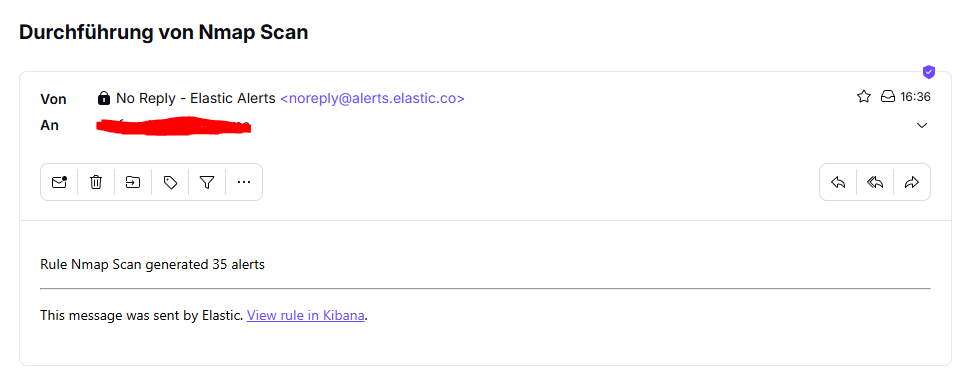 Durchführung von Nmap Scan
Von No Reply - Elastic Alerts <noreply@alerts.elastic.co> 16:36
An
Rule Nmap Scan generated 35 alerts
This message was sent by Elastic. View rule in Kibana.